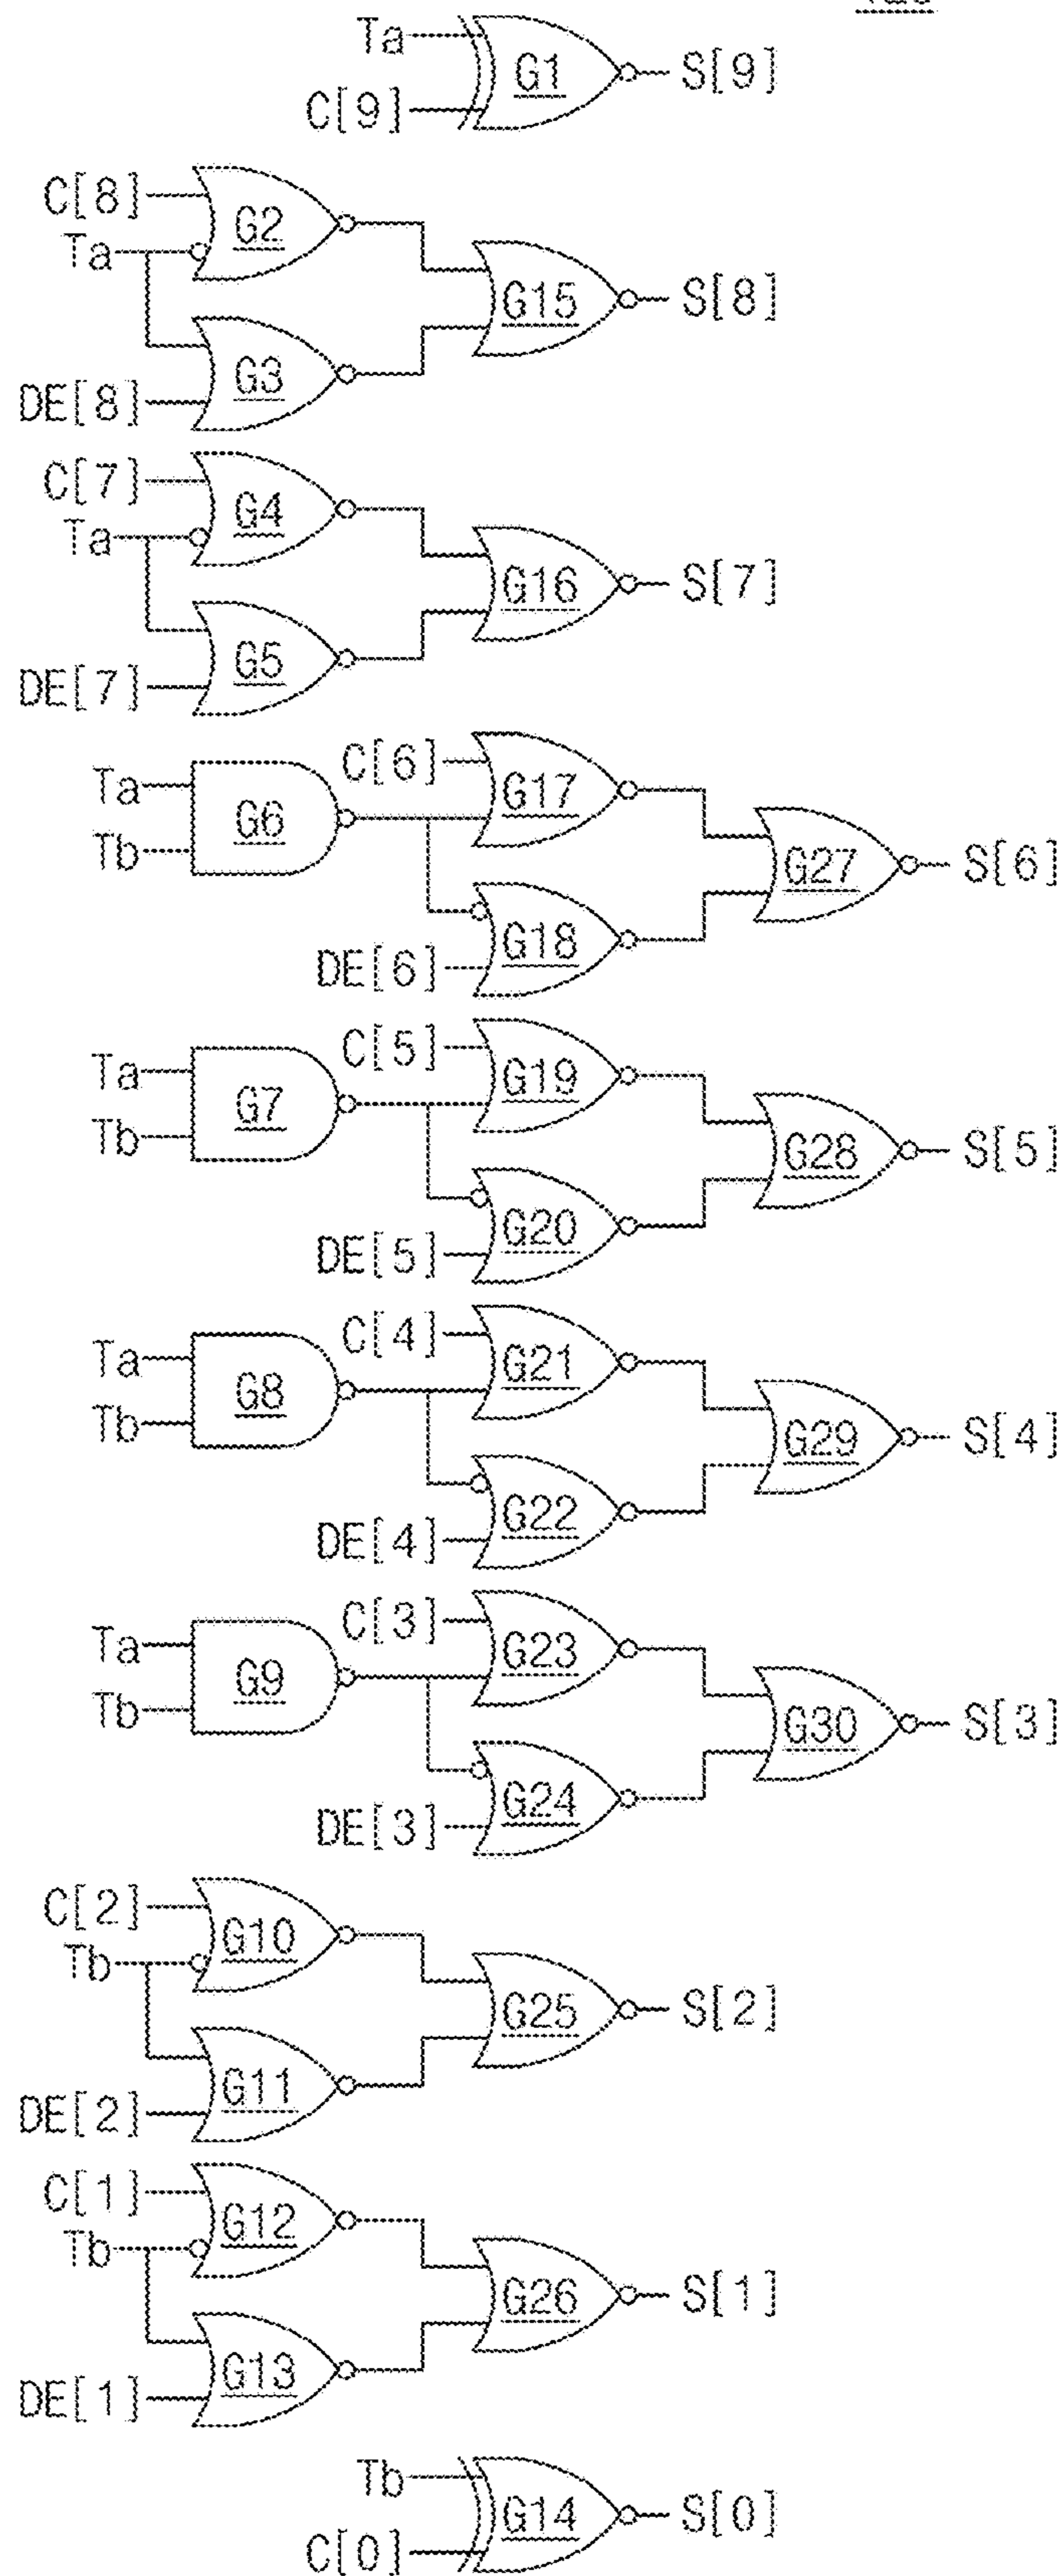 Ta
G1
S[9]
C[9]
C[8]
G2
Ta
G15
S[8]
G3
DE[8]
C[7]
G4
Ta
G16
S[7]
G5
DE[7]
C[6]
G17
Ta
G6
Tb
G27
S[6]
G18
DE[6]
C[5]
G19
Ta
G7
Tb
G28
S[5]
G20
DE[5]
C[4]
G21
Ta
G8
Tb
G29
S[4]
G22
DE[4]
C[3]
G23
Ta
G9
Tb
G30
S[3]
G24
DE[3]
C[2]
G10
Tb
G25
S[2]
G11
DE[2]
C[1]
G12
Tb
G26
S[1]
G13
DE[1]
Tb
G14
S[0]
C[0]